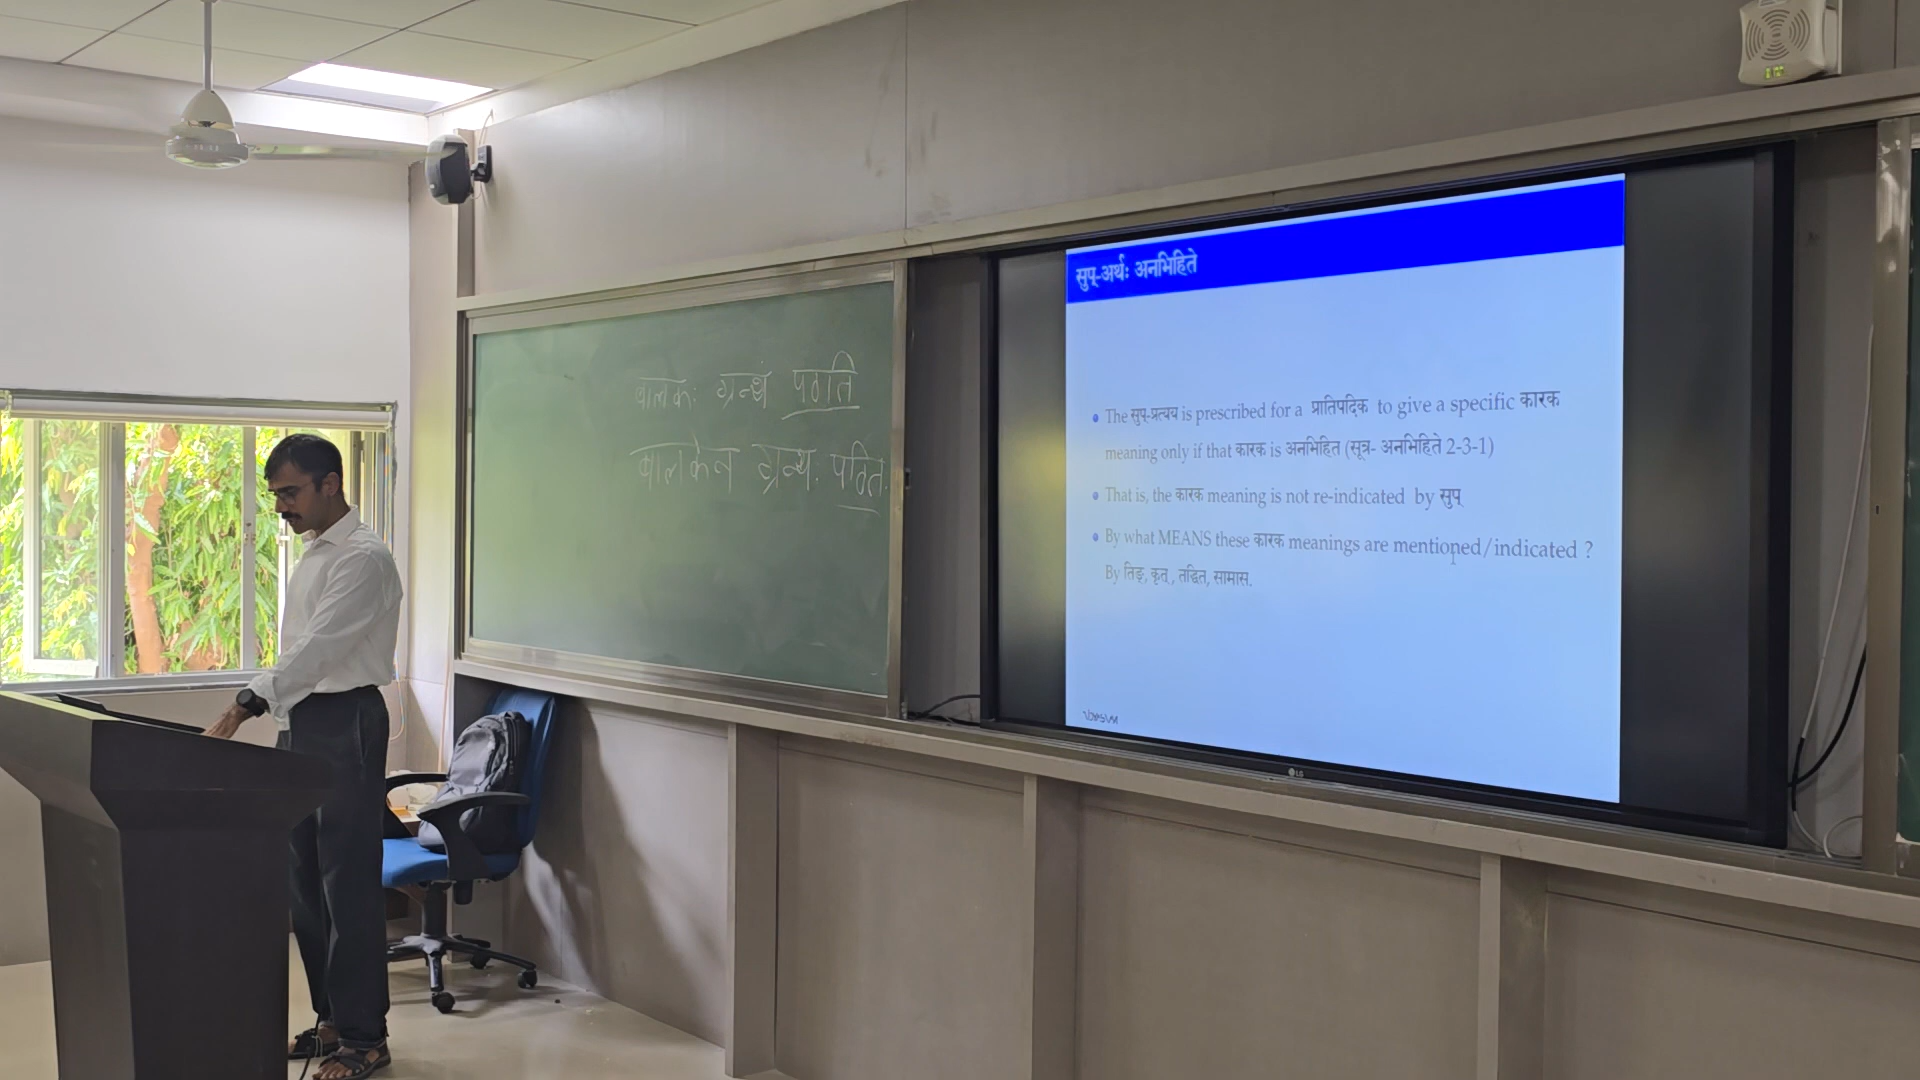 बालकः ग्रन्थं पठति
बालकेन ग्रन्थः पठित
सुप्-अर्थः अनभिहिते
The सुप्-प्रत्यय is prescribed for a प्रातिपदिक to give a specific कारक
meaning only if that कारक is अनभिहित (सूत्र- अनभिहिते 2-3-1)
That is, the कारक meaning is not re-indicated by सुप्
By what MEANS these कारक meanings are mentioned/indicated ?
By तिङ्, कृत्, तद्धित, सामास.
LG